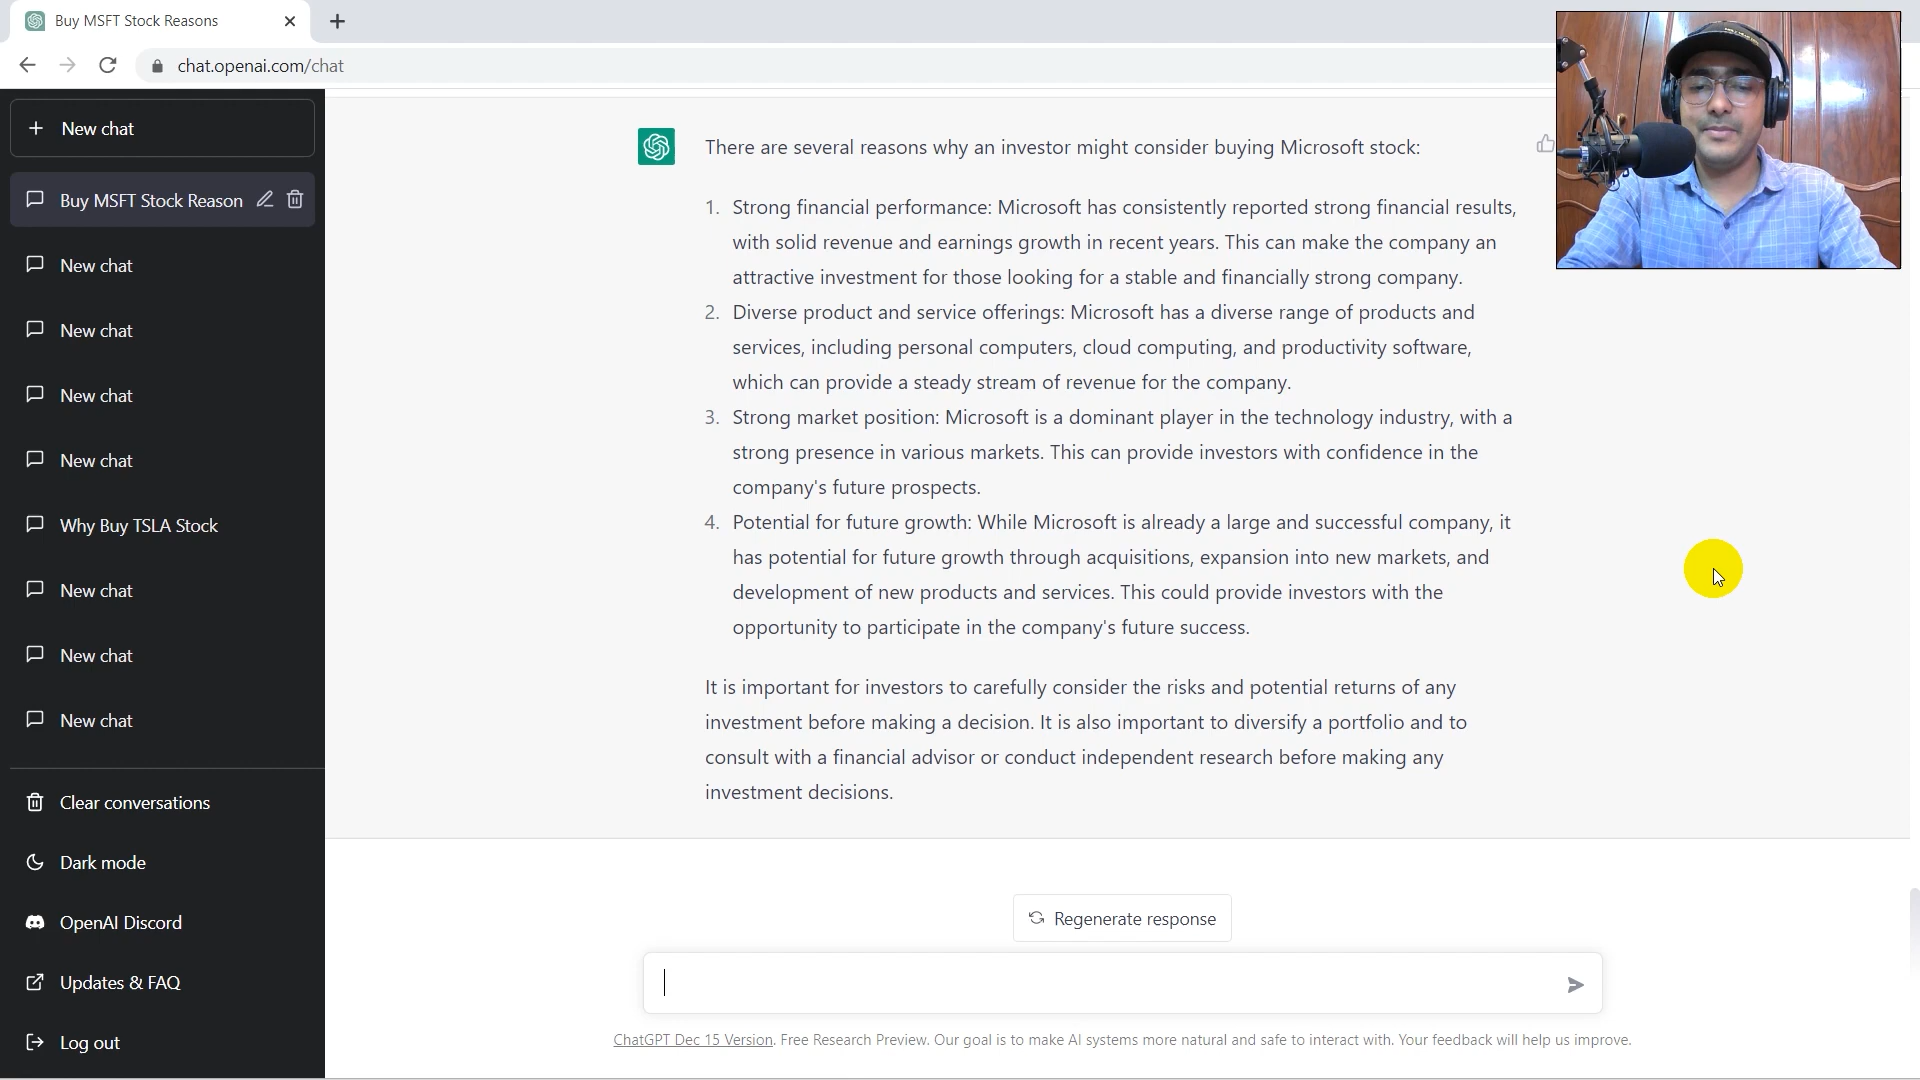 Buy MSFT Stock Reasons
chat.openai.com/chat
New chat
Buy MSFT Stock Reason
New chat
New chat
New chat
New chat
Why Buy TSLA Stock
New chat
New chat
New chat
Clear conversations
Dark mode
OpenAI Discord
Updates & FAQ
Log out
There are several reasons why an investor might consider buying Microsoft stock:
1. Strong financial performance: Microsoft has consistently reported strong financial results,
with solid revenue and earnings growth in recent years. This can make the company an
attractive investment for those looking for a stable and financially strong company.
2. Diverse product and service offerings: Microsoft has a diverse range of products and
services, including personal computers, cloud computing, and productivity software,
which can provide a steady stream of revenue for the company.
3. Strong market position: Microsoft is a dominant player in the technology industry, with a
strong presence in various markets. This can provide investors with confidence in the
company's future prospects.
4. Potential for future growth: While Microsoft is already a large and successful company, it
has potential for future growth through acquisitions, expansion into new markets, and
development of new products and services. This could provide investors with the
opportunity to participate in the company's future success.
It is important for investors to carefully consider the risks and potential returns of any
investment before making a decision. It is also important to diversify a portfolio and to
consult with a financial advisor or conduct independent research before making any
investment decisions.
Regenerate response
ChatGPT Dec 15 Version. Free Research Preview. Our goal is to make AI systems more natural and safe to interact with. Your feedback will help us improve.